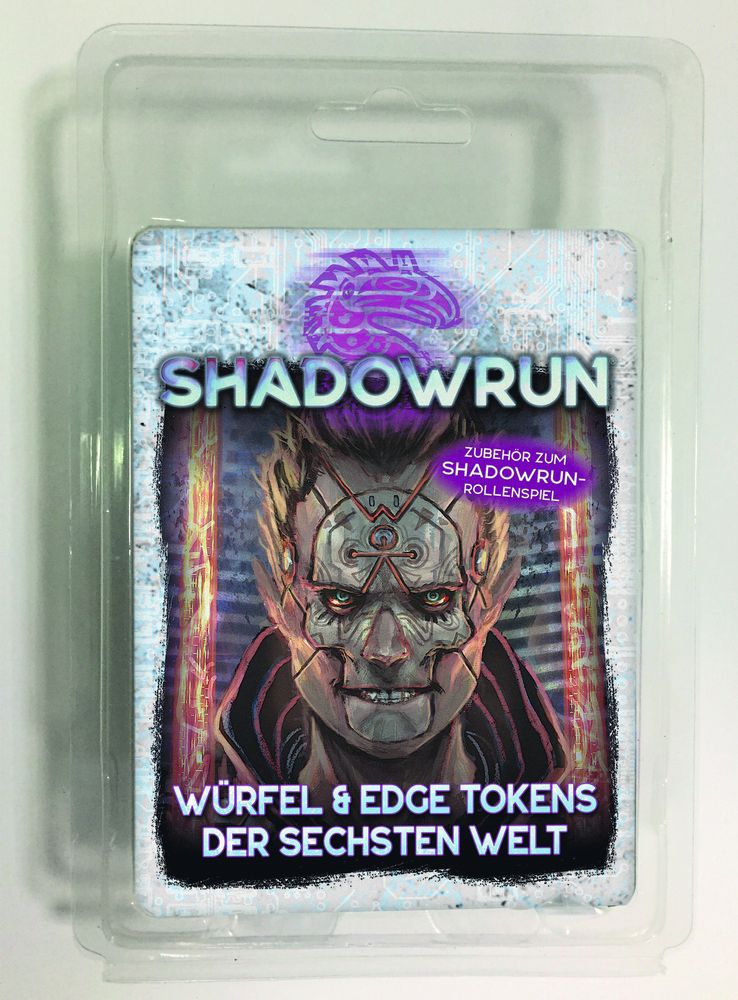 SHADOWRUN
ZUBEHÖR ZUM
SHADOWRUN-
ROLLENSPIEL
WÜRFEL & EDGE TOKENS
DER SECHSTEN WELT